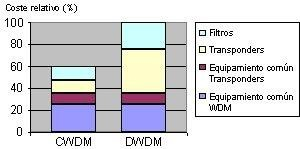 Coste relativo (%)
100
80
60
40
20
0
CWDM
DWDM
Filtros
Transponders
Equipamiento común
Transponders
Equipamiento común
WDM